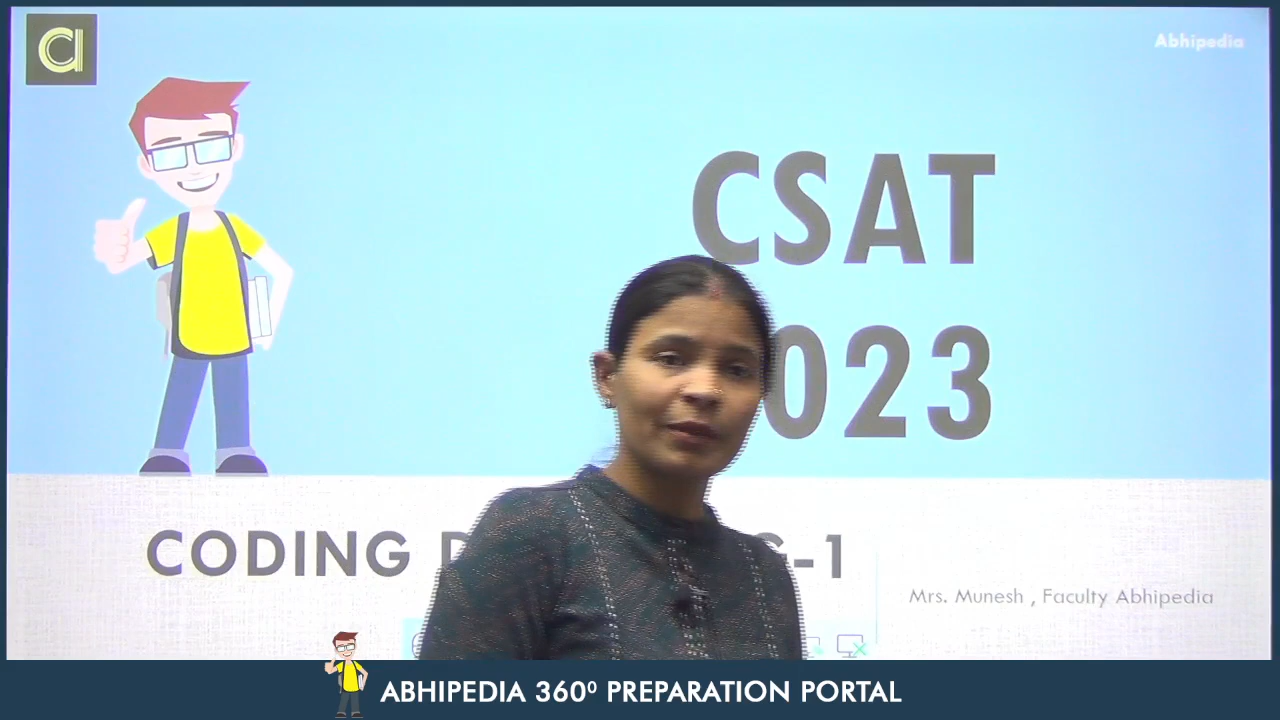 Abhipedia
CSAT
023
CODING
-1
Mrs. Munesh , Faculty Abhipedia
ABHIPEDIA 360⁰ PREPARATION PORTAL